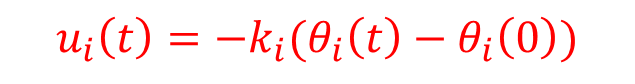 𝑢ᵢ(𝑡) = −𝑘ᵢ(𝜃ᵢ(𝑡) − 𝜃ᵢ(0))